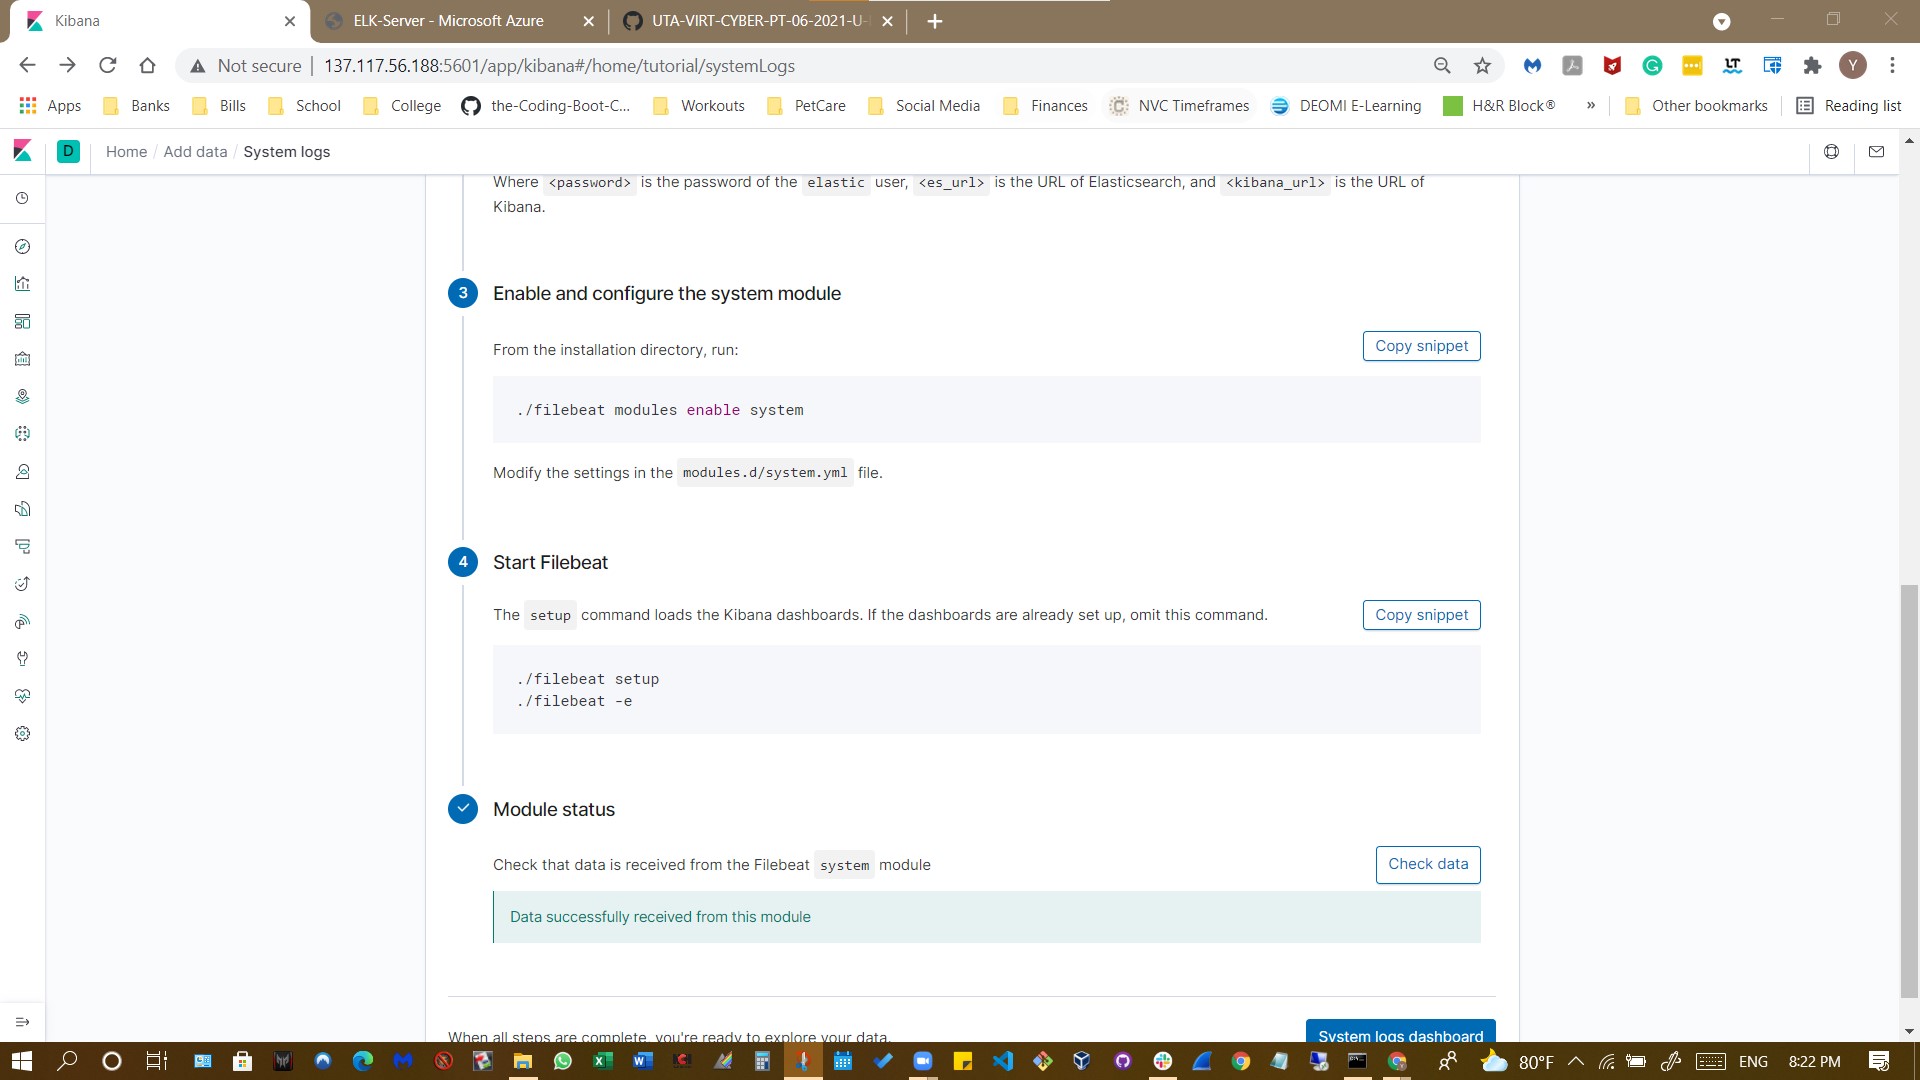 Kibana
ELK-Server - Microsoft Azure
UTA-VIRT-CYBER-PT-06-2021-U-
Not secure
137.117.56.188:5601/app/kibana#/home/tutorial/systemLogs
Y
Apps
Banks
Bills
School
College
the-Coding-Boot-C...
Workouts
PetCare
Social Media
Finances
NVC Timeframes
DEOMI E-Learning
H&R Block®
»
Other bookmarks
Reading list
D
Home / Add data / System logs
Where <password> is the password of the elastic user, <es_url> is the URL of Elasticsearch, and <kibana_url> is the URL of
Kibana.
3
Enable and configure the system module
From the installation directory, run:
Copy snippet
./filebeat modules enable system
Modify the settings in the modules.d/system.yml file.
4
Start Filebeat
The setup command loads the Kibana dashboards. If the dashboards are already set up, omit this command.
Copy snippet
./filebeat setup
./filebeat -e
Module status
Check that data is received from the Filebeat system module
Check data
Data successfully received from this module
When all steps are complete, you're ready to explore your data.
System logs dashboard
80°F
ENG
8:22 PM